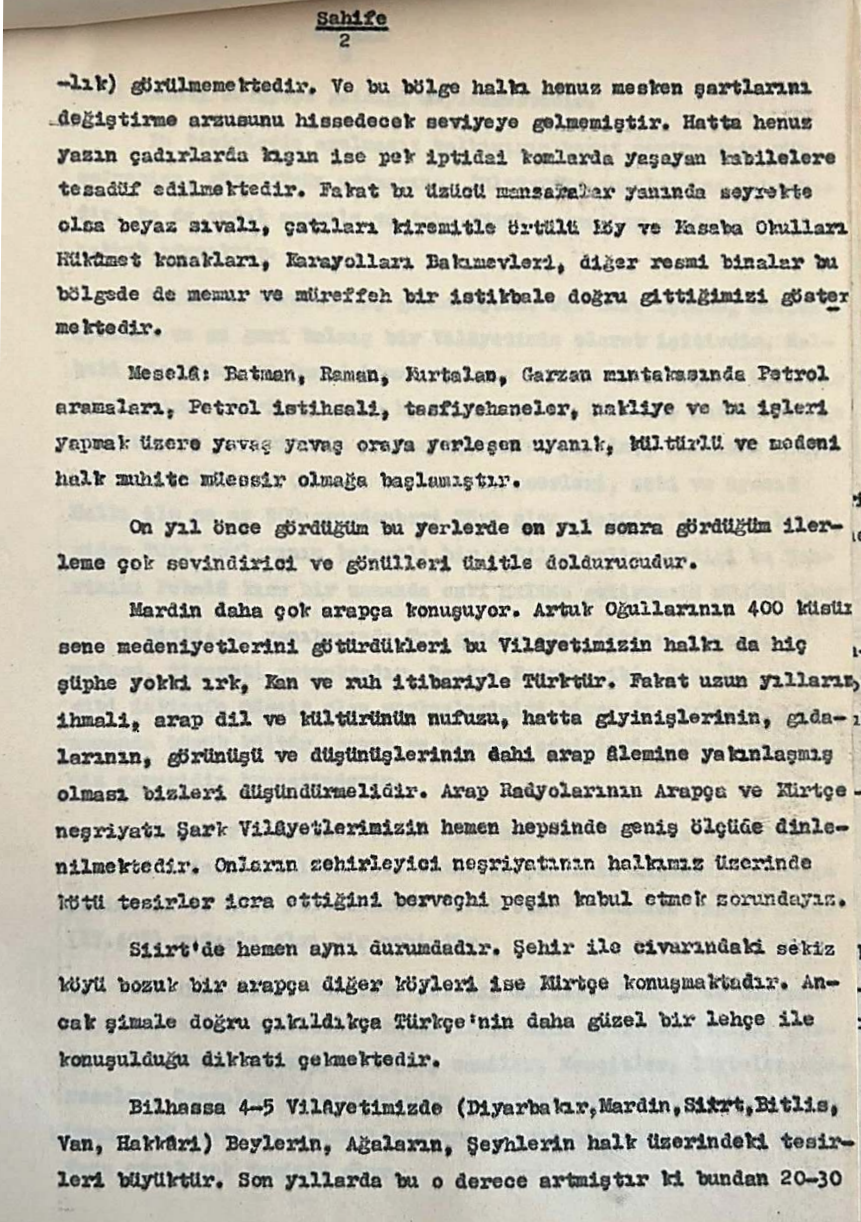 Sahife
2
-lık) görülmemektedir. Ve bu bölge halkı henuz mesken şartlarını
değiştirme arzusunu hissedecek seviyeye gelmemiştir. Hatta henuz
yazın çadırlarda kışın ise pek iptidai komlarda yaşayan kabilelere
tesadüf edilmektedir. Fakat bu üzücü manzaralar yanında seyrekte
olsa beyaz sıvalı, çatıları kiremitle örtülü Köy ve Kasaba Okulları
Hükûmet konakları, Karayolları Bakımevleri, diğer resmi binalar bu
bölgede de memur ve müreffeh bir istikbale doğru gittiğimizi göster
mektedir.
Meselâ: Batman, Raman, Kurtalan, Garzan mıntakasında Petrol
aramaları, Petrol istihsali, tasfiyehaneler, nakliye ve bu işleri
yapmak üzere yavaş yavaş oraya yerleşen uyanık, kültürlü ve medeni
halk muhite müessir olmağa başlamıştır.
On yıl önce gördüğüm bu yerlerde on yıl sonra gördüğüm iler-
leme çok sevindirici ve gönülleri ümitle doldurucudur.
Mardin daha çok arapça konuşuyor. Artuk Oğullarının 400 küsür
sene medeniyetlerini götürdükleri bu Vilâyetimizin halkı da hiç
şüphe yokki ırk, Kan ve ruh itibariyle Türktür. Fakat uzun yılların,
ihmali, arap dil ve kültürünün nufusu, hatta giyinişlerinin, gıda-
larının, görünüşü ve düşünüşlerinin dahi arap âlemine yakınlaşmış
olması bizleri düşündürmelidir. Arap Radyolarının Arapça ve Kürtçe
neşriyatı Şark Vilâyetlerimizin hemen hepsinde geniş ölçüde dinle-
nilmektedir. Onların zehirleyici neşriyatının halkımız üzerinde
kötü tesirler icra ettiğini berveçhi peşin kabul etmek zorundayız.
Siirt'de hemen aynı durumdadır. Şehir ile civarındaki sekiz
köyü bozuk bir arapça diğer köyleri ise Kürtçe konuşmaktadır. An-
cak şimale doğru çıkıldıkça Türkçe'nin daha güzel bir lehçe ile
konuşulduğu dikkati çekmektedir.
Bilhassa 4-5 Vilâyetimizde (Diyarbakır,Mardin,Siirt,Bitlis,
Van, Hakkâri) Beylerin, Ağaların, Şeyhlerin halk üzerindeki tesir-
leri büyüktür. Son yıllarda bu o derece artmiştır ki bundan 20-30